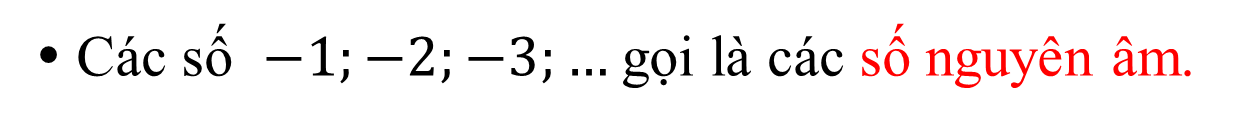 • Các số −1; −2; −3; ... gọi là các số nguyên âm.